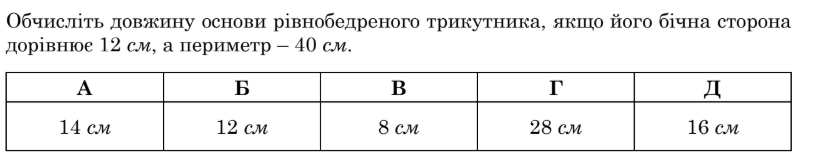 Обчисліть довжину основи рівнобедреного трикутника, якщо його бічна сторона
дорівнює 12 см, а периметр – 40 см.
А Б В Г Д
14 см 12 см 8 см 28 см 16 см